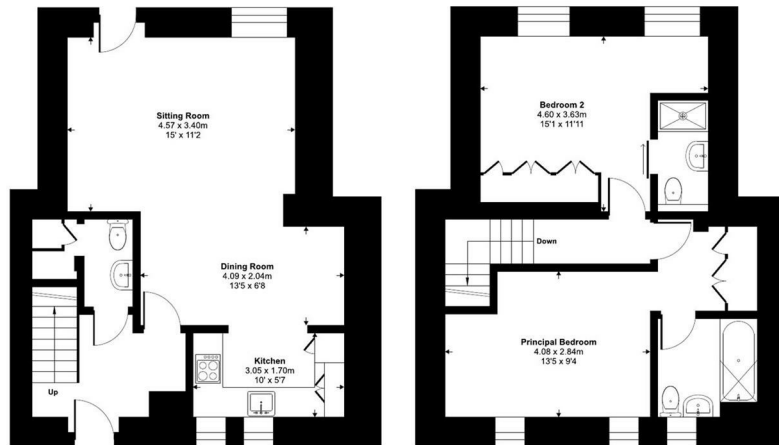 Sitting Room
4.57 x 3.40m
15' x 11'2
Dining Room
4.09 x 2.04m
13'5 x 6'8
Kitchen
3.05 x 1.70m
10' x 5'7
Up
Bedroom 2
4.60 x 3.63m
15'1 x 11'11
Down
Principal Bedroom
4.08 x 2.84m
13'5 x 9'4